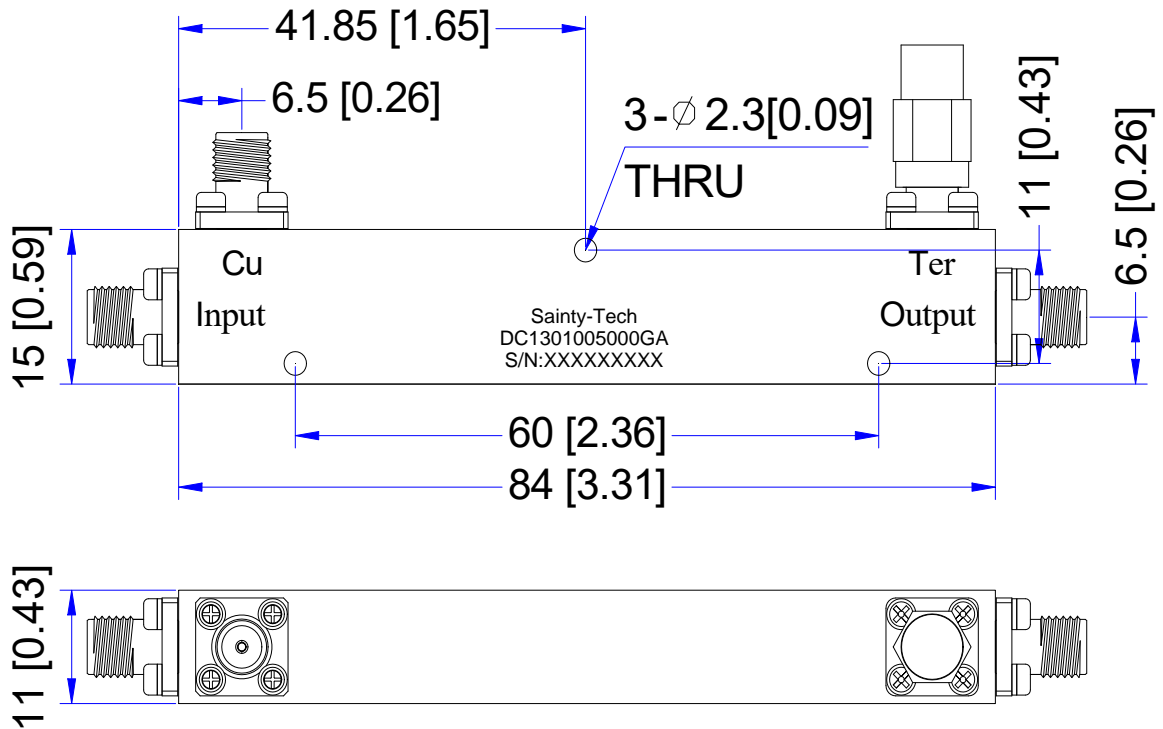 41.85 [1.65]
6.5 [0.26]
3-⌀ 2.3[0.09]
THRU
11 [0.43]
6.5 [0.26]
15 [0.59]
Cu
Ter
Input
Output
Sainty-Tech
DC1301005000GA
S/N:XXXXXXXXX
60 [2.36]
84 [3.31]
11 [0.43]